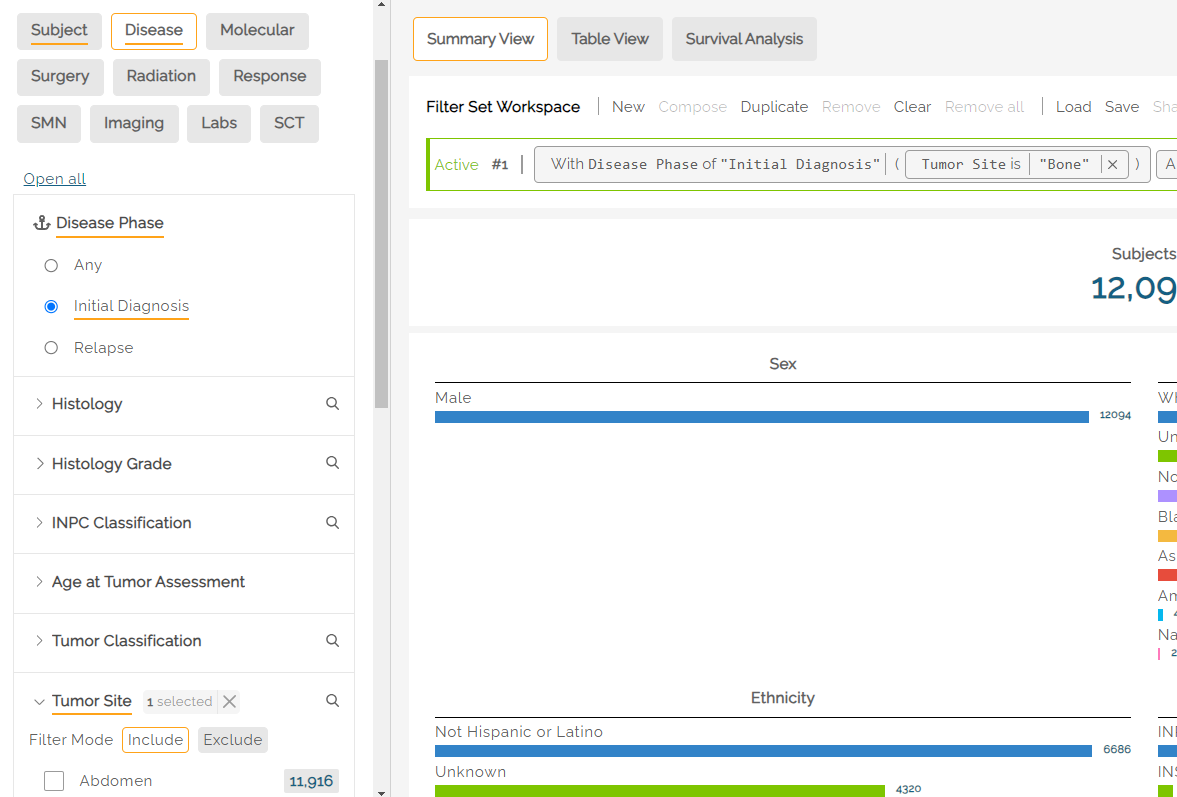 Subject Disease Molecular
Surgery Radiation Response
SMN Imaging Labs SCT
Open all
Disease Phase
Any
Initial Diagnosis
Relapse
Histology
Histology Grade
INPC Classification
Age at Tumor Assessment
Tumor Classification
Tumor Site 1 selected
Filter Mode Include Exclude
Abdomen 11,916
Summary View Table View Survival Analysis
Filter Set Workspace New Compose Duplicate Remove Clear Remove all Load Save Sha
Active #1 With Disease Phase of "Initial Diagnosis" ( Tumor Site is "Bone" ) A
Subjects
12,09
Sex
Male 12094
Wh
Un
No
Bla
As
Am
Na
2
Ethnicity
Not Hispanic or Latino 6686
Unknown 4320
INR
INS